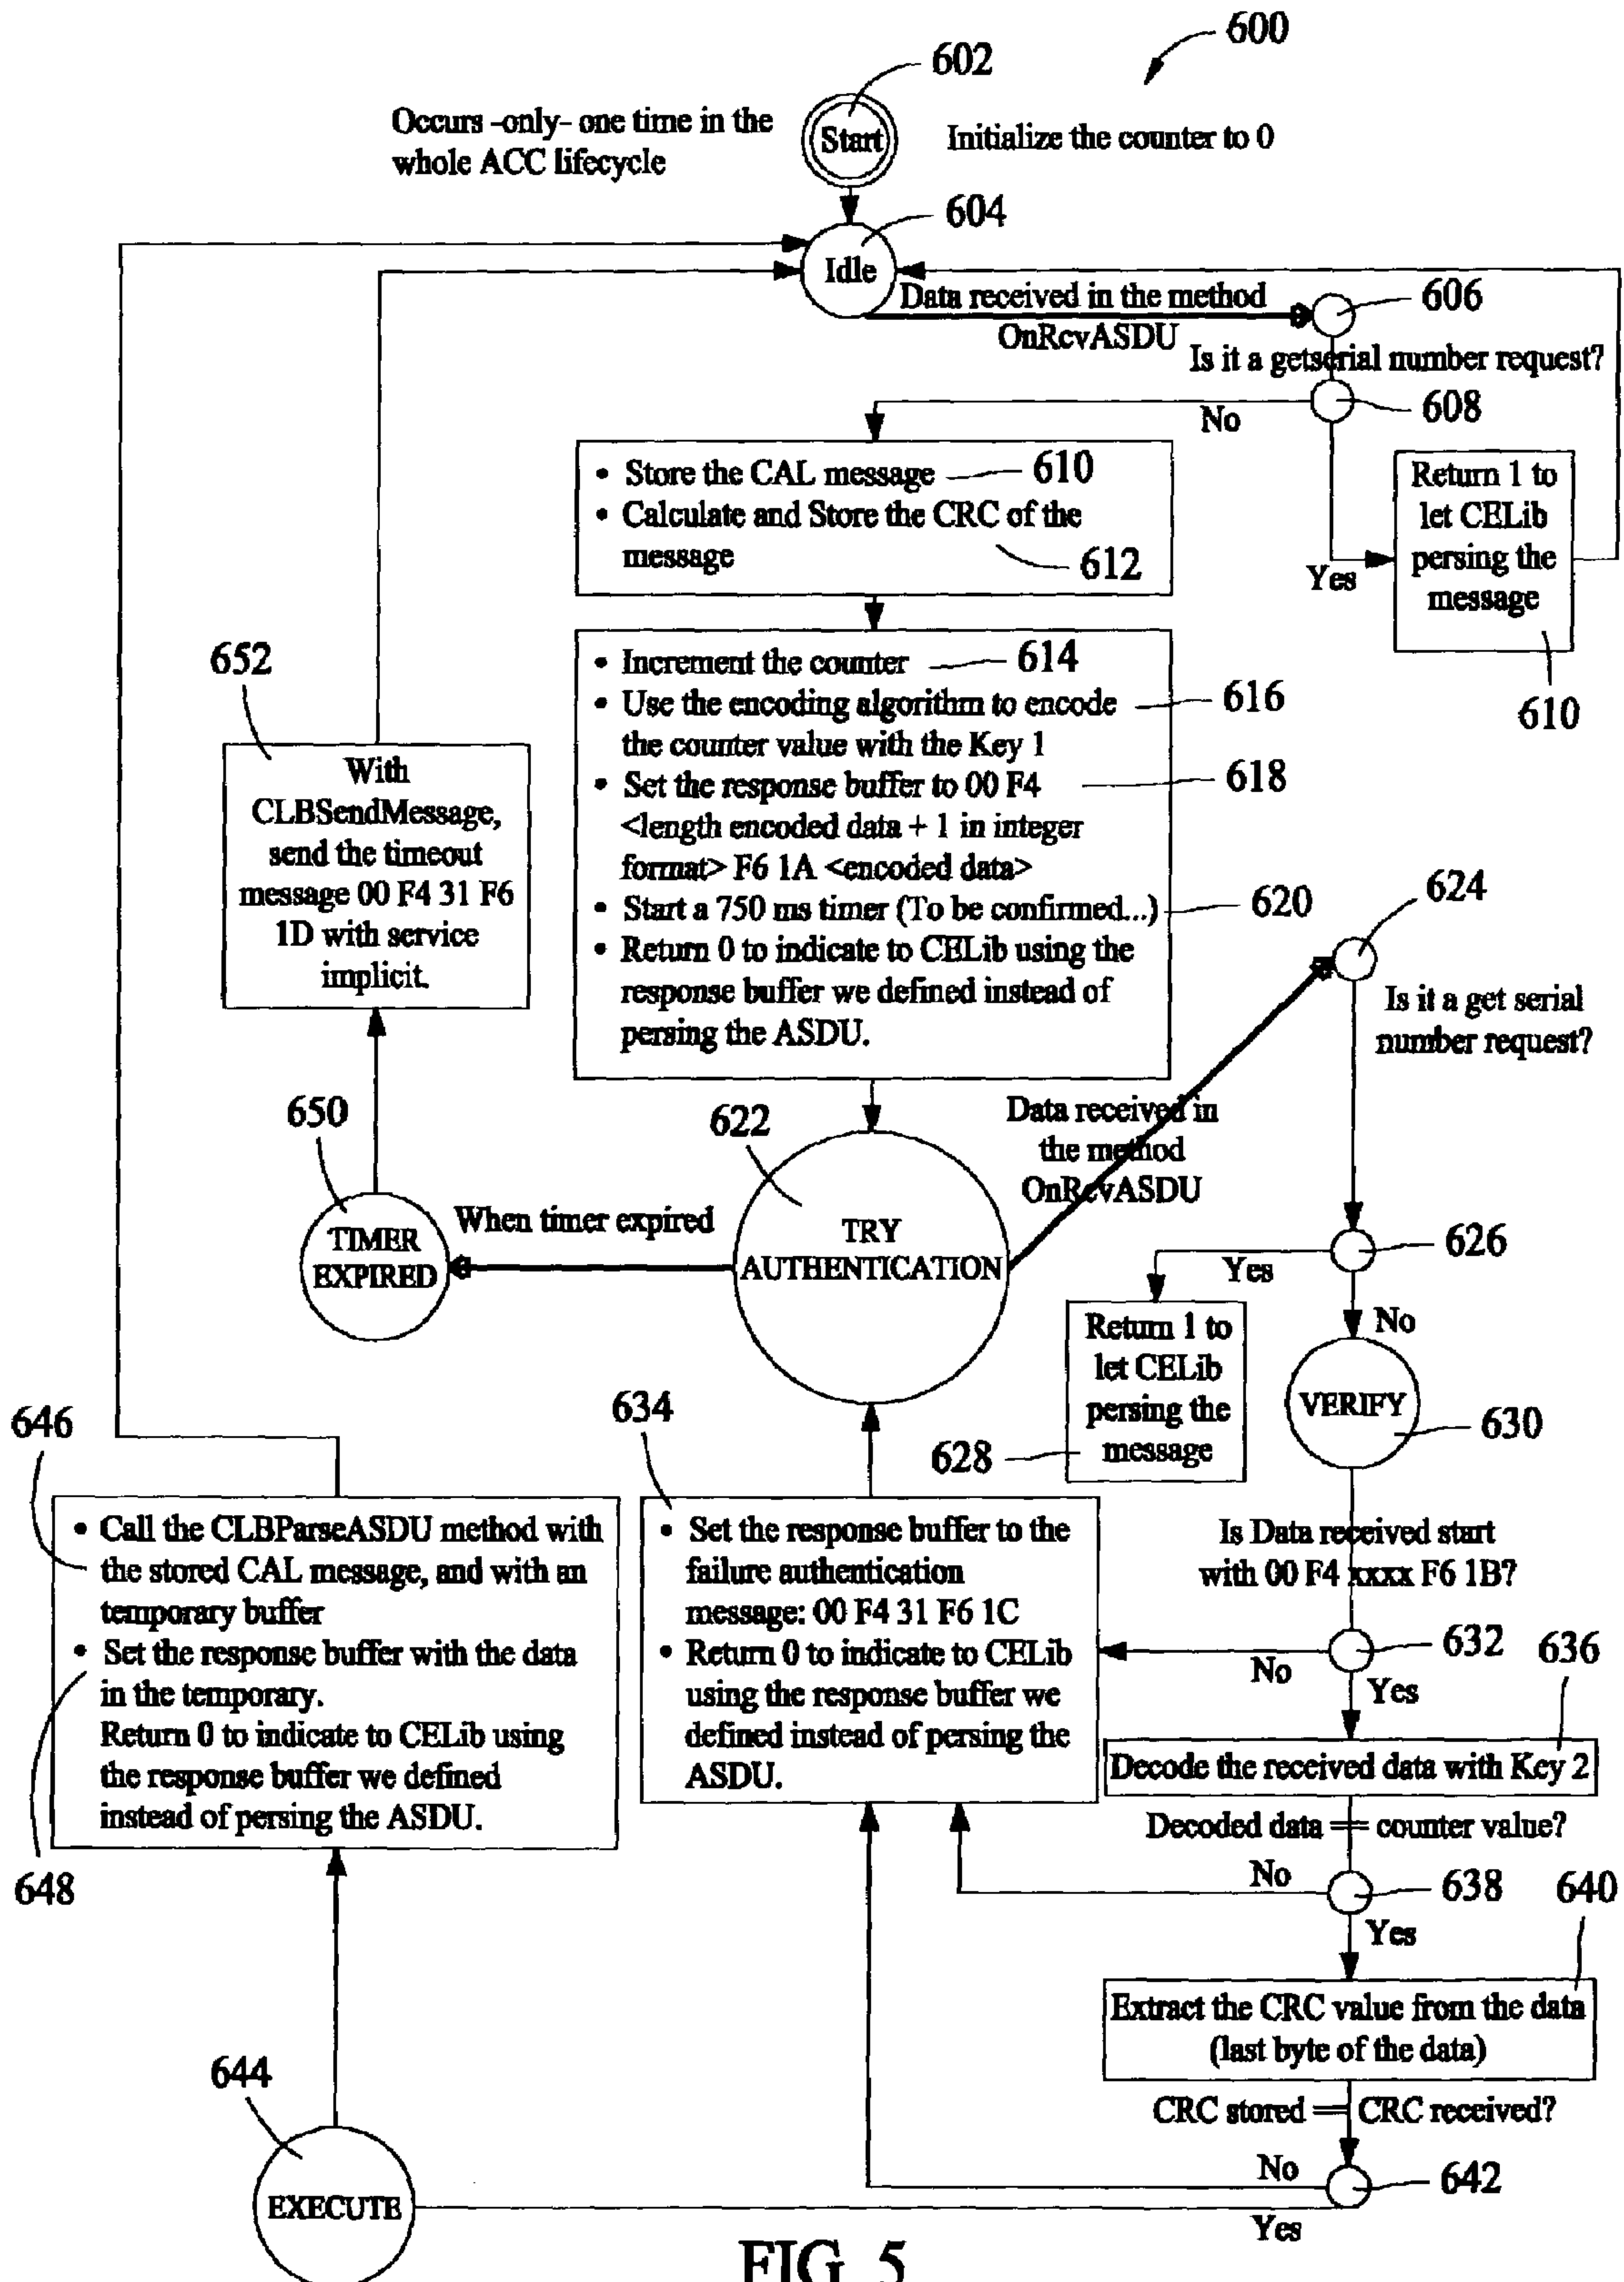 600
602
Occurs -only- one time in the
whole ACC lifecycle
Start
Initialize the counter to 0
604
Idle
Data received in the method
OnRcvASDU
606
Is it a getserial number request?
608
No
Yes
Return 1 to
let CELib
persing the
message
610
• Store the CAL message
610
• Calculate and Store the CRC of the
message
612
• Increment the counter
614
• Use the encoding algorithm to encode
the counter value with the Key 1
616
• Set the response buffer to 00 F4
<length encoded data + 1 in integer
format> F6 1A <encoded data>
618
• Start a 750 ms timer (To be confirmed...)
620
• Return 0 to indicate to CELib using the
response buffer we defined instead of
persing the ASDU.
652
With
CLBSendMessage,
send the timeout
message 00 F4 31 F6
1D with service
implicit.
624
Is it a get serial
number request?
650
TIMER
EXPIRED
When timer expired
622
TRY
AUTHENTICATION
Data received in
the method
OnRcvASDU
626
Yes
No
Return 1 to
let CELib
persing the
message
628
VERIFY
630
Is Data received start
with 00 F4 xxxx F6 1B?
632
No
Yes
634
• Set the response buffer to the
failure authentication
message: 00 F4 31 F6 1C
• Return 0 to indicate to CELib
using the response buffer we
defined instead of persing the
ASDU.
646
• Call the CLBParseASDU method with
the stored CAL message, and with an
temporary buffer
• Set the response buffer with the data
in the temporary.
Return 0 to indicate to CELib using
the response buffer we defined
instead of persing the ASDU.
648
636
Decode the received data with Key 2
Decoded data == counter value?
No
638
Yes
640
Extract the CRC value from the data
(last byte of the data)
CRC stored == CRC received?
No
642
Yes
644
EXECUTE
FIG. 5